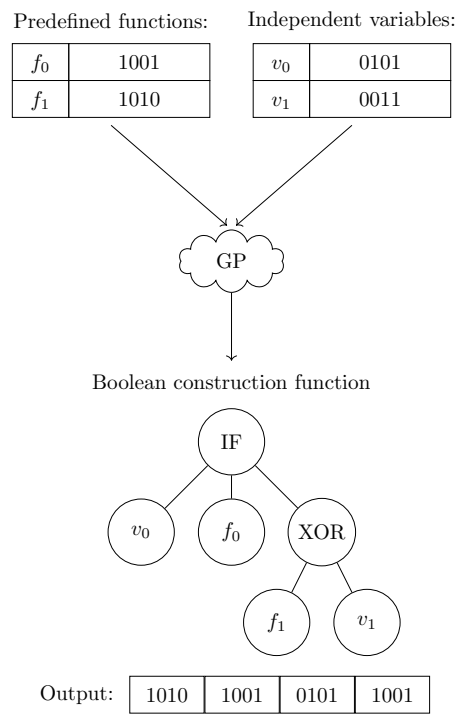 Predefined functions:
Independent variables:
f₀ 1001
f₁ 1010
v₀ 0101
v₁ 0011
GP
Boolean construction function
IF
v₀ f₀ XOR
f₁ v₁
Output: 1010 1001 0101 1001